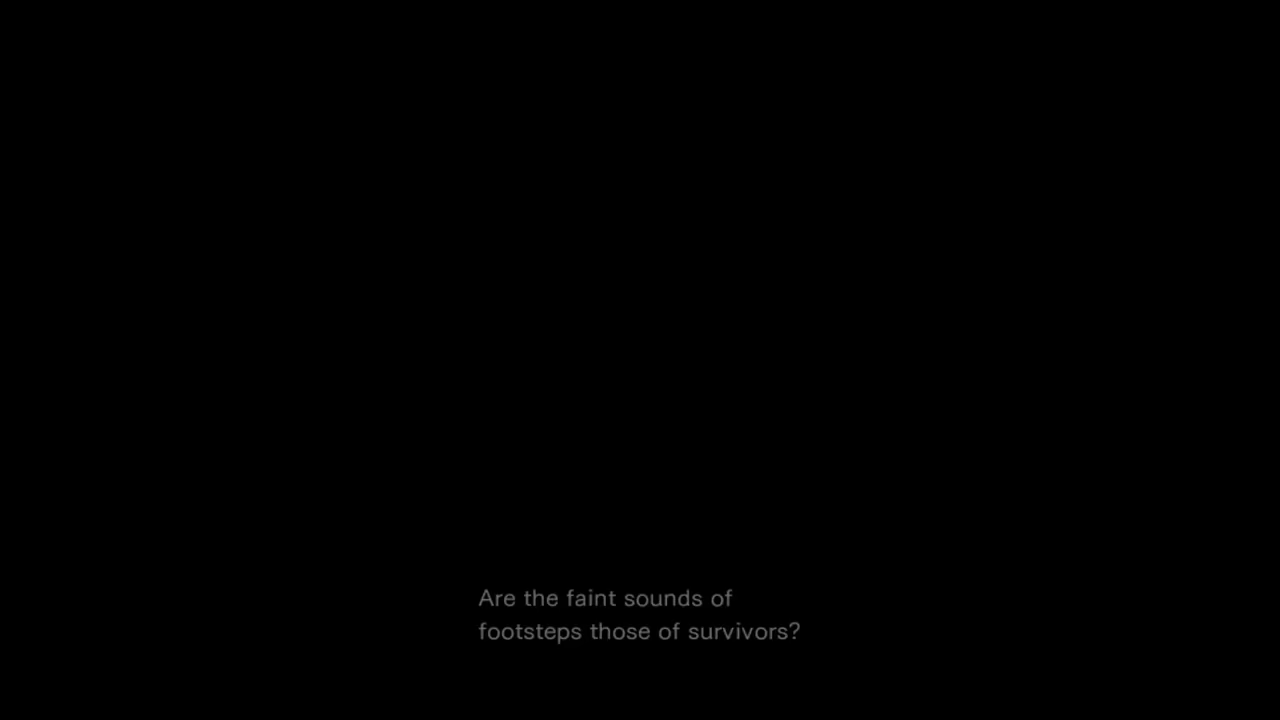 Are the faint sounds of
footsteps those of survivors?